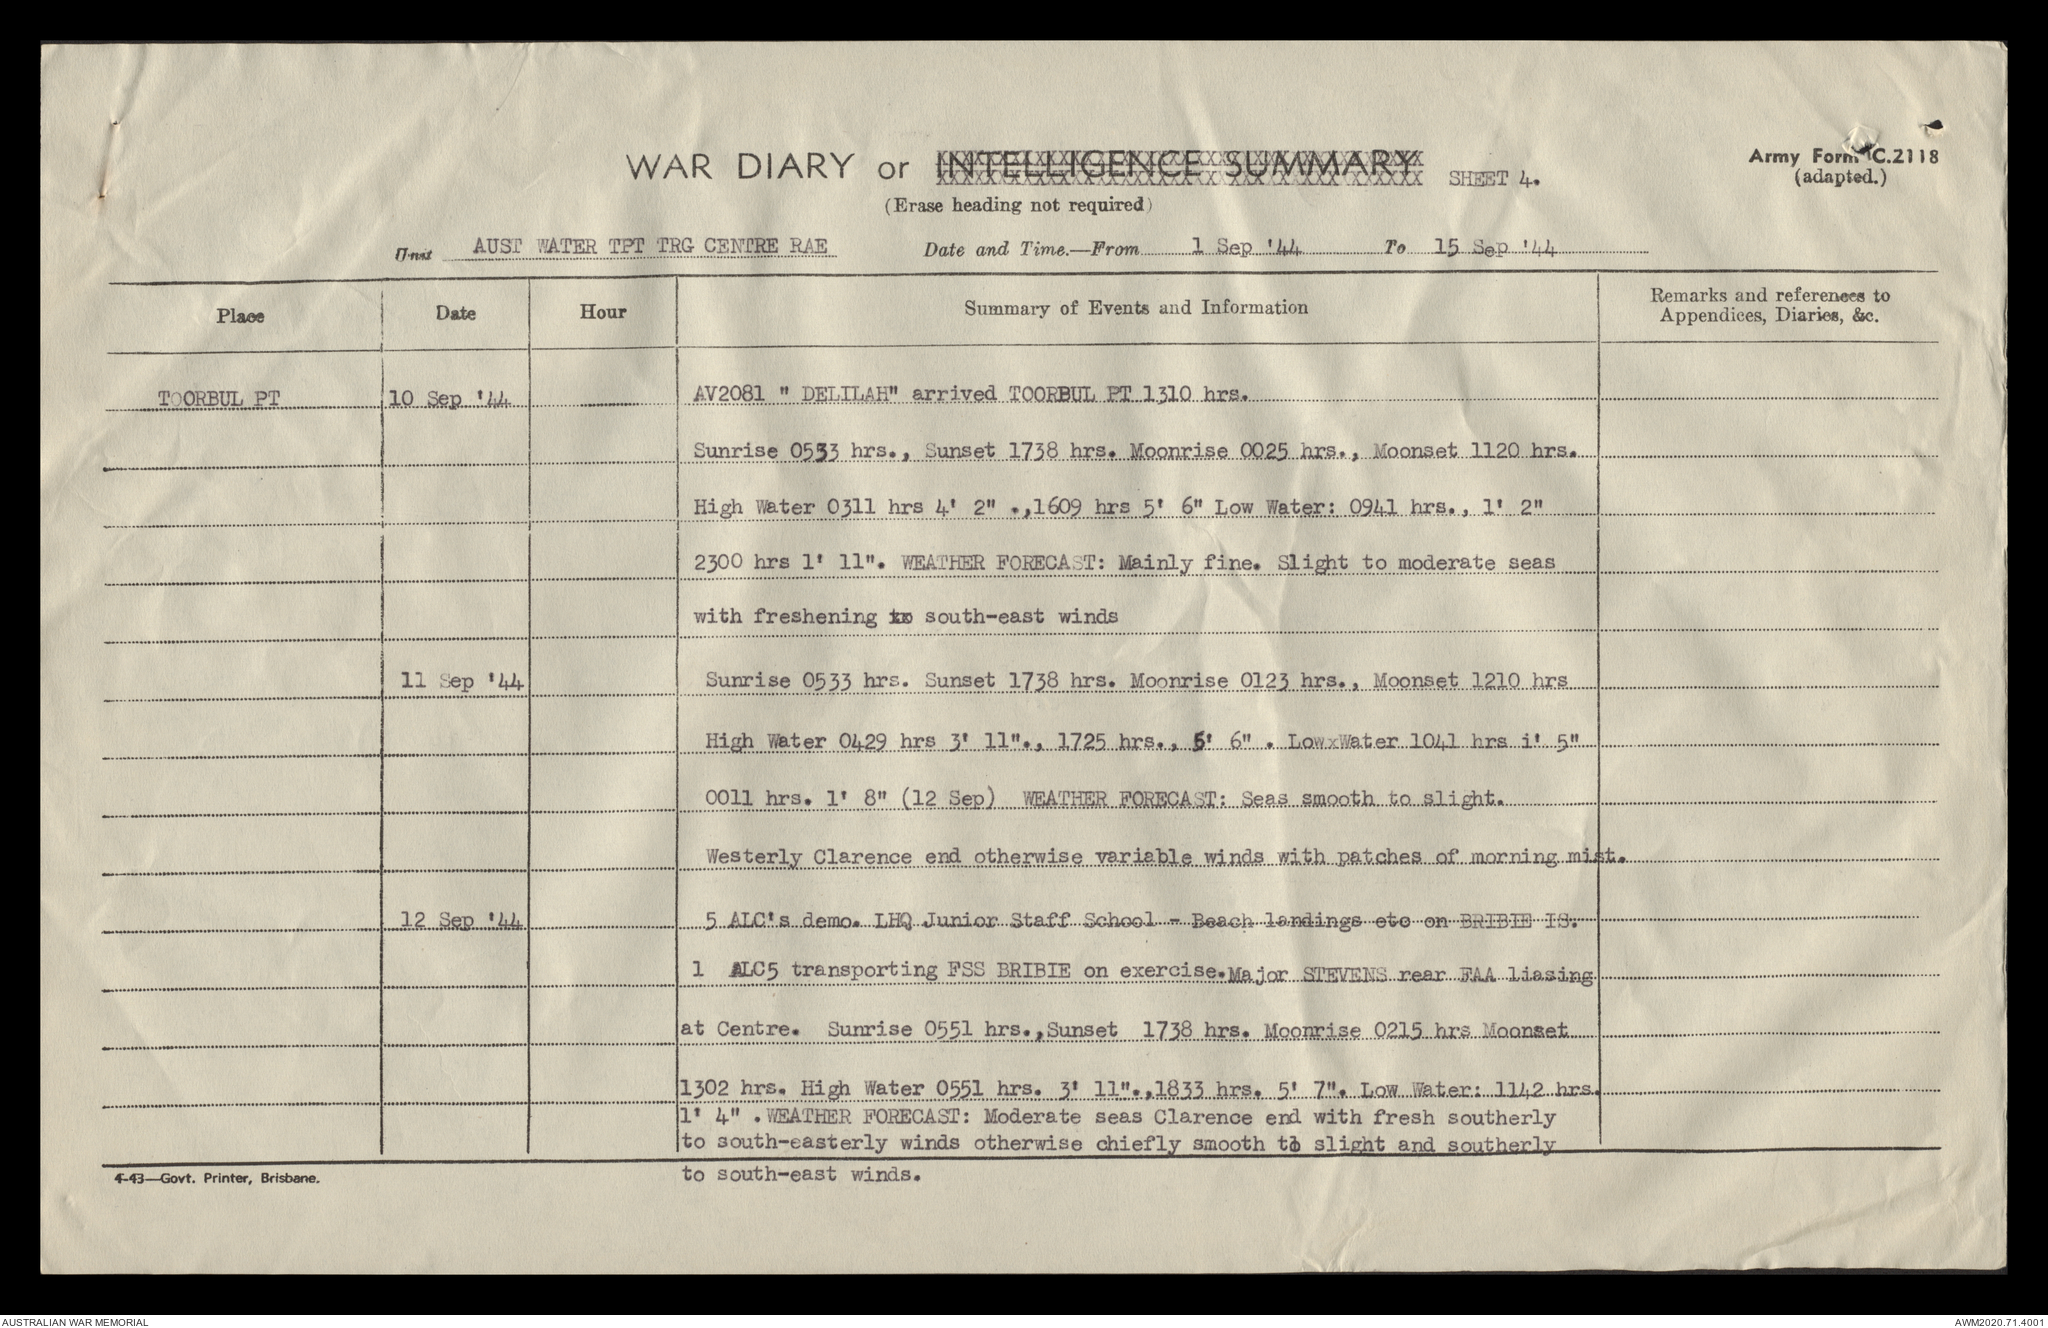 WAR DIARY or INTELLIGENCE SUMMARY SHEET 4.
Army Form C.2118
(adapted.)
(Erase heading not required)
Unit AUST WATER TPT TRG CENTRE RAE Date and Time.—From 1 Sep '44 To 15 Sep '44
Place Date Hour Summary of Events and Information Remarks and references to
Appendices, Diaries, &c.
TOORBUL PT 10 Sep '44 AV2081 " DELILAH" arrived TOORBUL PT 1310 hrs.
Sunrise 0533 hrs., Sunset 1738 hrs. Moonrise 0025 hrs., Moonset 1120 hrs.
High Water 0311 hrs 4' 2" .,1609 hrs 5' 6" Low Water: 0941 hrs., 1' 2"
2300 hrs 1' 11". WEATHER FORECAST: Mainly fine. Slight to moderate seas
with freshening south-east winds
11 Sep '44 Sunrise 0533 hrs. Sunset 1738 hrs. Moonrise 0123 hrs., Moonset 1210 hrs
High Water 0429 hrs 3' 11"., 1725 hrs., 5' 6" . LowxWater 1041 hrs i' 5"
0011 hrs. 1' 8" (12 Sep) WEATHER FORECAST: Seas smooth to slight.
Westerly Clarence end otherwise variable winds with patches of morning mist.
12 Sep '44 5 ALC's demo. LHQ Junior Staff School - Beach landings etc on BRIBIE IS.
1 ALC5 transporting FSS BRIBIE on exercise.Major STEVENS rear FAA liasing
at Centre. Sunrise 0551 hrs.,Sunset 1738 hrs. Moonrise 0215 hrs Moonset
1302 hrs. High Water 0551 hrs. 3' 11".,1833 hrs. 5' 7". Low Water: 1142 hrs.
1' 4" .WEATHER FORECAST: Moderate seas Clarence end with fresh southerly
to south-easterly winds otherwise chiefly smooth to slight and southerly
to south-east winds.
4-43—Govt. Printer, Brisbane.
AUSTRALIAN WAR MEMORIAL
AWM2020.71.4001